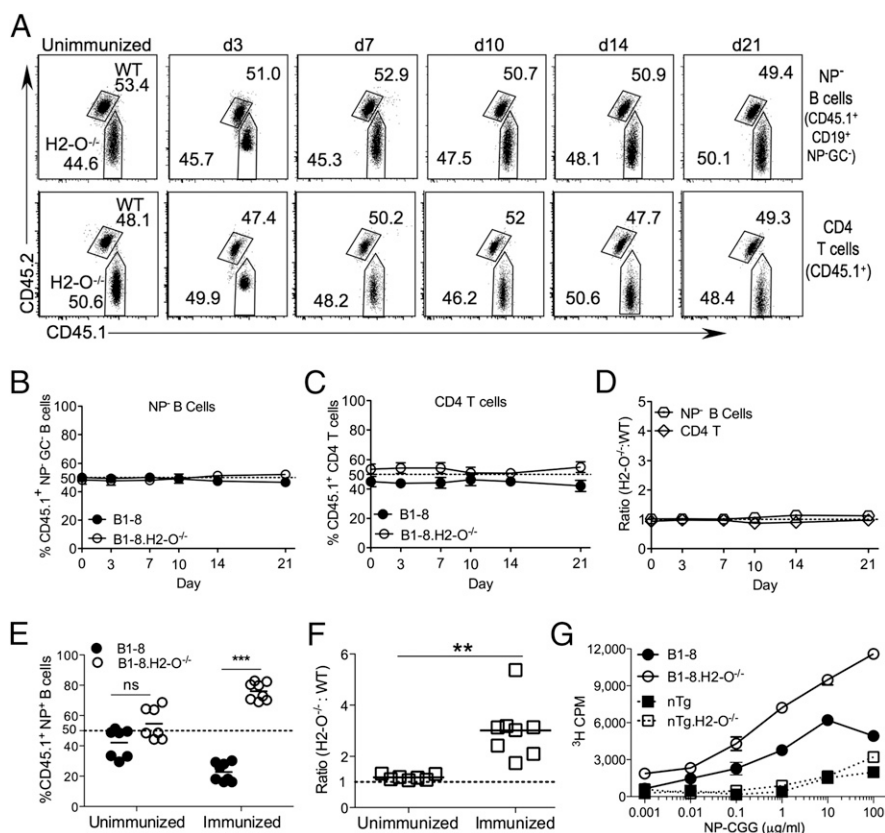 A
Unimmunized d3 d7 d10 d14 d21
WT
53.4
H2-O⁻/⁻
44.6
51.0
45.7
52.9
45.3
50.7
47.5
50.9
48.1
49.4
50.1
NP⁻
B cells
(CD45.1⁺
CD19⁺
NP⁻GC⁻)
WT
48.1
H2-O⁻/⁻
50.6
47.4
49.9
50.2
48.2
52
46.2
47.7
50.6
49.3
48.4
CD4
T cells
(CD45.1⁺)
CD45.2
CD45.1
B
NP⁻ B Cells
% CD45.1⁺ NP⁻ GC⁻ B cells
100
80
60
50
40
20
0
B1-8
B1-8.H2-O⁻/⁻
0 3 7 10 14 21
Day
C
CD4 T cells
% CD45.1⁺ CD4 T cells
100
80
60
50
40
20
0
B1-8
B1-8.H2-O⁻/⁻
0 3 7 10 14 21
Day
D
Ratio (H2-O⁻/⁻:WT)
5
4
3
2
1
0
NP⁻ B Cells
CD4 T
0 3 7 10 14 21
Day
E
B1-8
B1-8.H2-O⁻/⁻
%CD45.1⁺ NP⁺ B cells
100
80
60
50
40
20
0
ns
***
Unimmunized Immunized
F
Ratio (H2-O⁻/⁻: WT)
6
4
2
1
0
**
Unimmunized Immunized
G
³H CPM
12,000
9,000
6,000
3,000
0
B1-8
B1-8.H2-O⁻/⁻
nTg
nTg.H2-O⁻/⁻
0.001 0.01 0.1 1 10 100
NP-CGG (μg/ml)